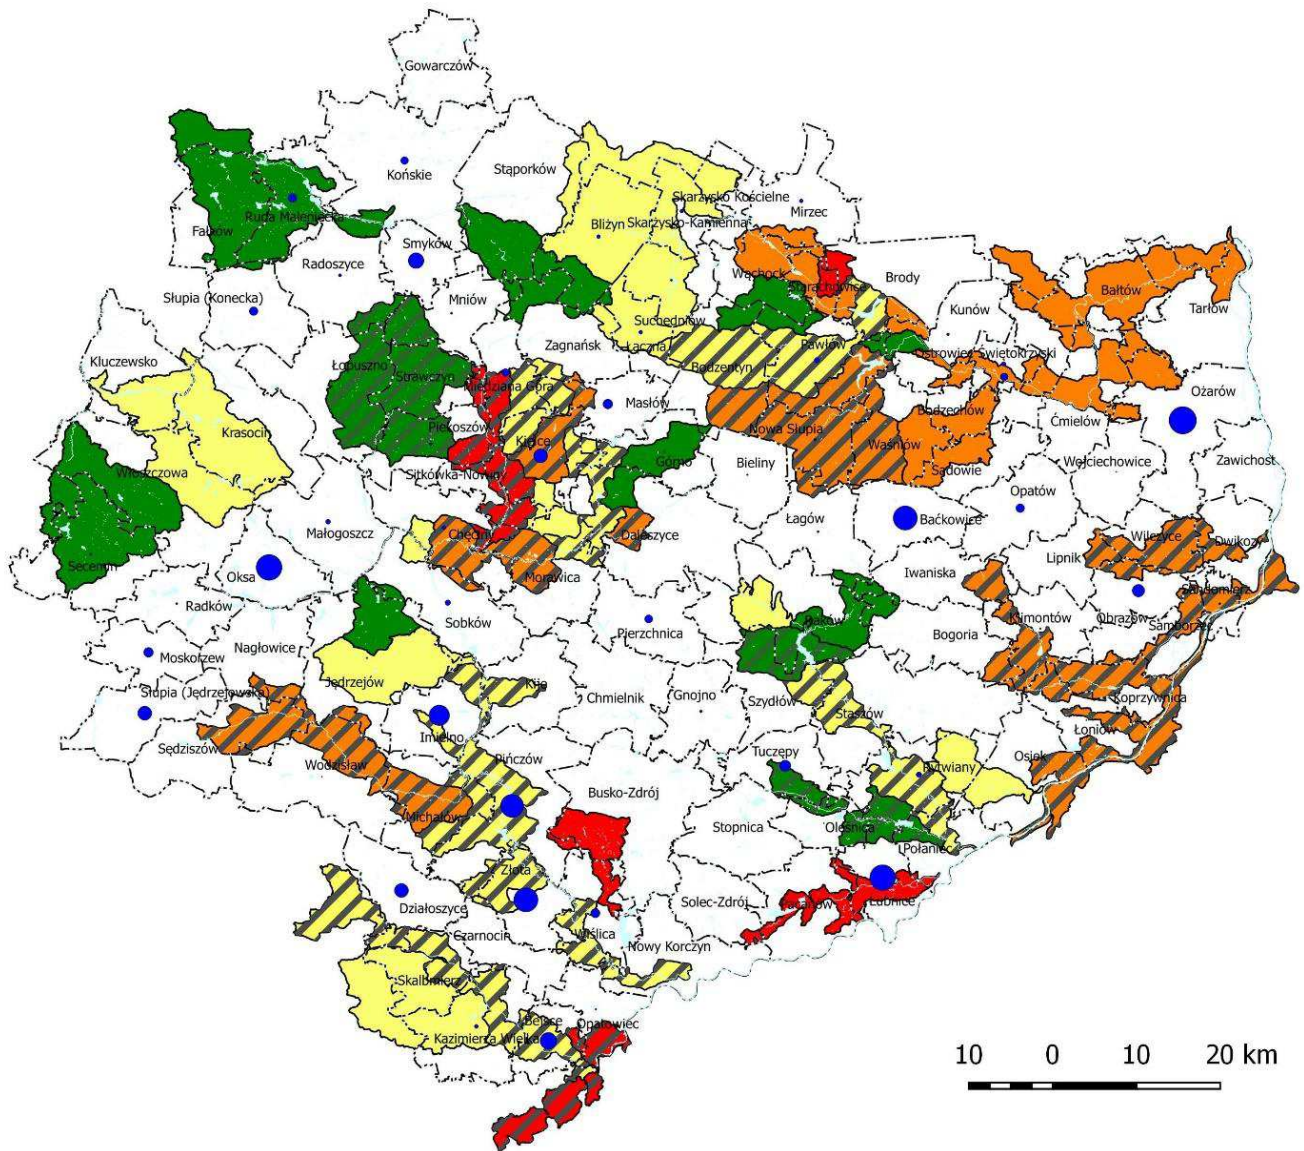 Gowarczów
Końskie
Stąporków
Skarżysko Kościelne
Mirzec
Ruda Maleniecka
Fałków
Bliżyn
Skarżysko-Kamienna
Smyków
Radoszyce
Wąchock
Brody
Starachowice
Bałtów
Słupia (Konecka)
Mniów
Kunów
Tarłów
Suchedniów
Łączna
Zagnańsk
Pawłów
Ostrowiec Świętokrzyski
Kluczewsko
Łopuszno
Strawczyn
Bodzentyn
Miedziana Góra
Ożarów
Masłów
Bodzechów
Ćmielów
Krasocin
Piekoszów
Kielce
Nowa Słupia
Waśniów
Włoszczowa
Sitkówka-Nowiny
Górno
Bieliny
Sadowie
Wojciechowice
Zawichost
Opatów
Małogoszcz
Łagów
Baćkowice
Chęciny
Daleszyce
Wilczyce
Dwikozy
Secemin
Oksa
Morawica
Iwaniska
Lipnik
Sandomierz
Radków
Sobków
Raków
Klimontów
Obrazów
Samborzec
Pierzchnica
Bogoria
Moskorzew
Nagłowice
Słupia (Jędrzejowska)
Jędrzejów
Kije
Chmielnik
Gnojno
Szydłów
Koprzywnica
Staszów
Łoniów
Imielno
Sędziszów
Wodzisław
Pińczów
Tuczępy
Osiek
Rytwiany
Busko-Zdrój
Michałów
Stopnica
Oleśnica
Połaniec
Złota
Działoszyce
Solec-Zdrój
Pacanów
Łubnice
Czarnocin
Wiślica
Nowy Korczyn
Skalbmierz
Bejsce
Opatowiec
Kazimierza Wielka
10 0 10 20 km